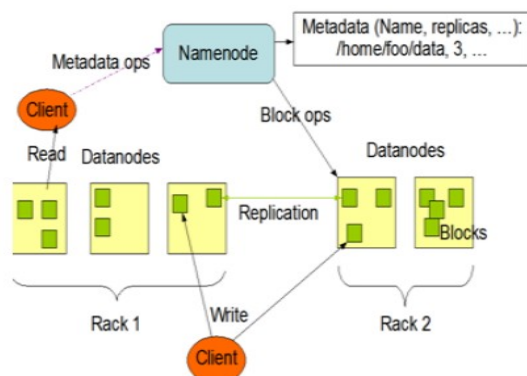 Metadata (Name, replicas, …):
/home/foo/data, 3, …
Namenode
Metadata ops
Client
Block ops
Read
Datanodes
Datanodes
Replication
Blocks
Rack 1
Write
Rack 2
Client